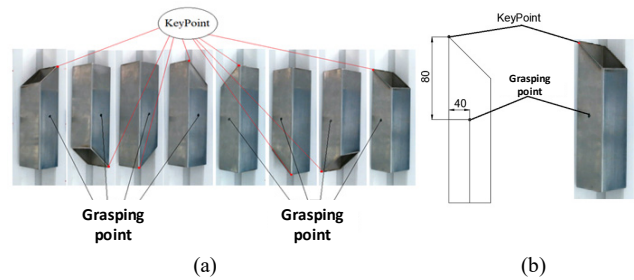 KeyPoint
Grasping
point
Grasping
point
(a)
KeyPoint
80
Grasping
point
40
(b)